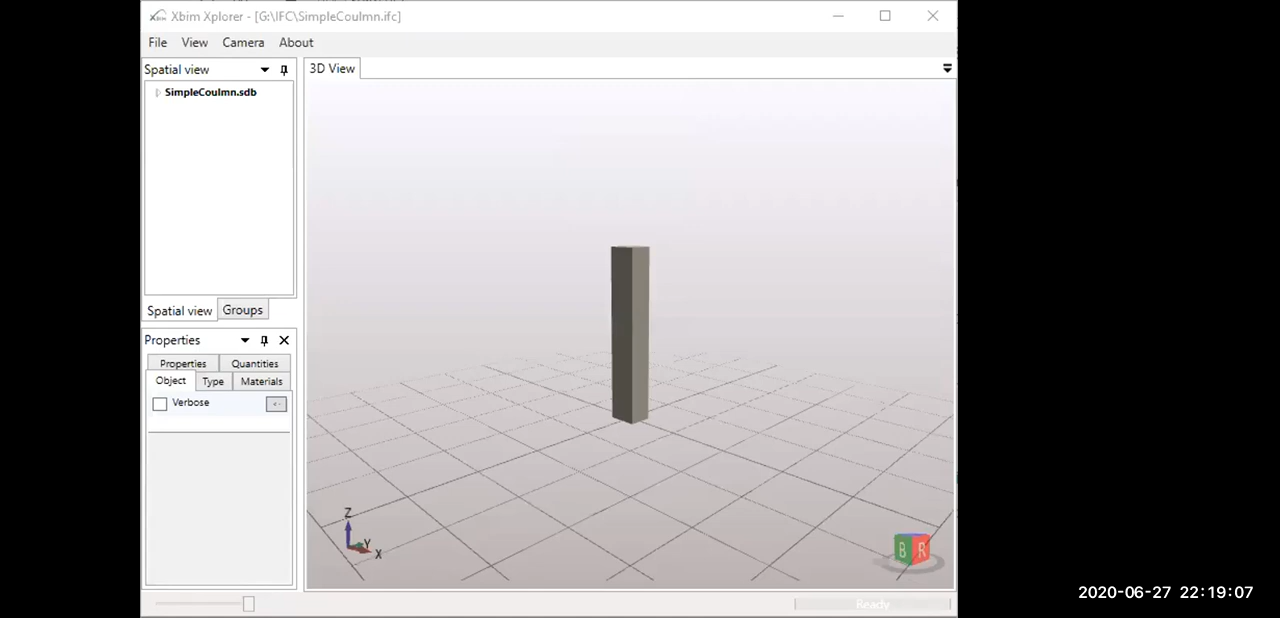 Xbim Xplorer - [G:\IFC\SimpleCoulmn.ifc]
File View Camera About
Spatial view
3D View
SimpleCoulmn.sdb
Spatial view Groups
Properties
Properties Quantities
Object Type Materials
Verbose
Z
Y
X
B R
Ready
2020-06-27 22:19:07